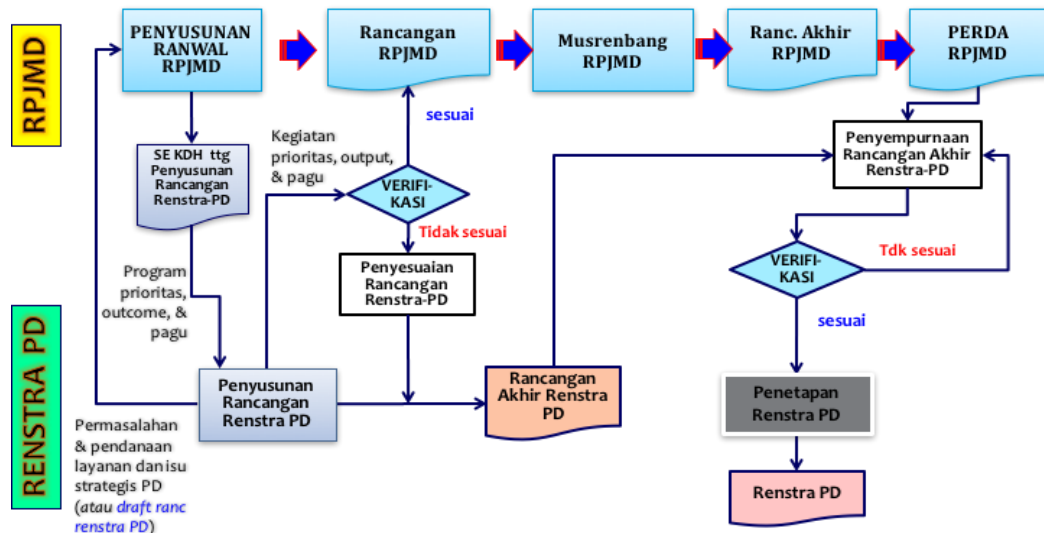 RPJMD
PENYUSUNAN
RANWAL
RPJMD
Rancangan
RPJMD
Musrenbang
RPJMD
Ranc. Akhir
RPJMD
PERDA
RPJMD
sesuai
SE KDH ttg
Penyusunan
Rancangan
Renstra-PD
Kegiatan
prioritas, output,
& pagu
VERIFI-
KASI
Tidak sesuai
Penyesuaian
Rancangan
Renstra-PD
Penyempurnaan
Rancangan Akhir
Renstra-PD
VERIFI-
KASI
Tdk sesuai
sesuai
Program
prioritas,
outcome, &
pagu
RENSTRA PD
Penyusunan
Rancangan
Renstra PD
Rancangan
Akhir Renstra
PD
Penetapan
Renstra PD
Renstra PD
Permasalahan
& pendanaan
layanan dan isu
strategis PD
(atau draft ranc
renstra PD)